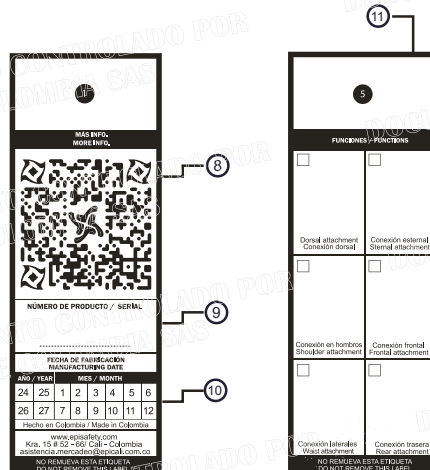 11
MÁS INFO.
MORE INFO.
8
NÚMERO DE PRODUCTO / SERIAL
9
FECHA DE FABRICACIÓN
MANUFACTURING DATE
AÑO / YEAR MES / MONTH
24 25 1 2 3 4 5 6
26 27 7 8 9 10 11 12
10
Hecho en Colombia / Made in Colombia
www.episafety.com
Kra. 15 # 52 - 66/ Cali - Colombia
asistencia.mercadeo@epicali.com.co
NO REMUEVA ESTA ETIQUETA
DO NOT REMOVE THIS LABEL
5
FUNCIONES / FUNCTIONS
Dorsal attachment
Conexión dorsal
Conexión esternal
Sternal attachment
Conexión en hombros
Shoulder attachment
Conexión frontal
Frontal attachment
Conexión laterales
Waist attachment
Conexión trasera
Rear attachment
NO REMUEVA ESTA ETIQUETA
DO NOT REMOVE THIS LABEL